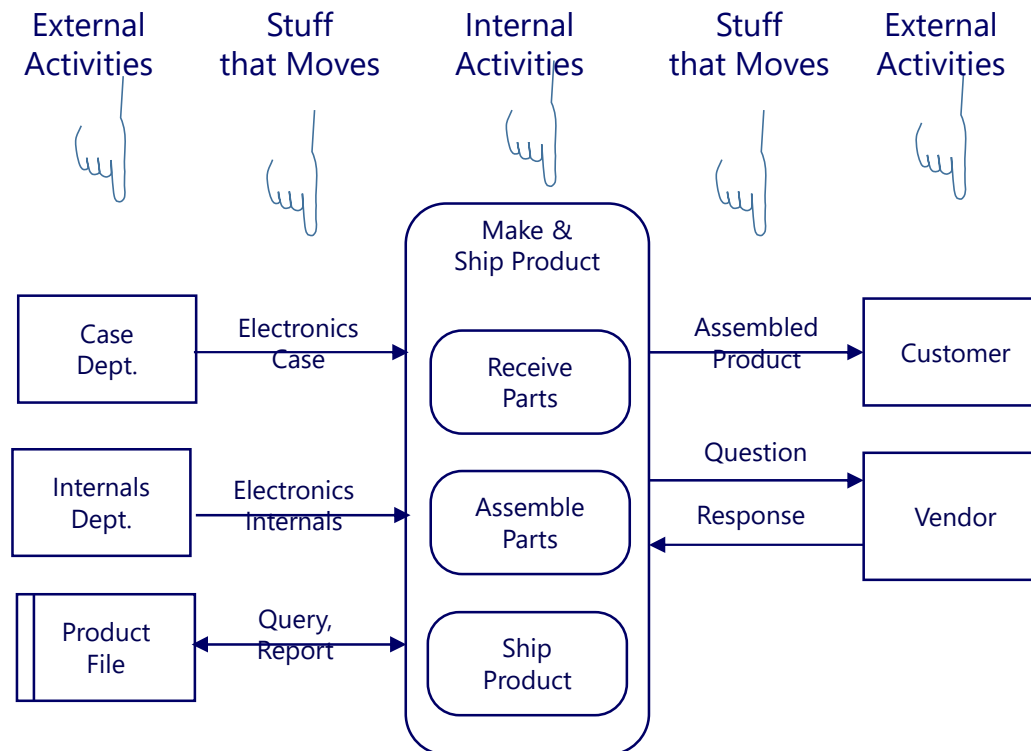 External
Activities
Stuff
that Moves
Internal
Activities
Stuff
that Moves
External
Activities
Make &
Ship Product
Case
Dept.
Electronics
Case
Receive
Parts
Assembled
Product
Customer
Internals
Dept.
Electronics
Internals
Assemble
Parts
Question
Response
Vendor
Product
File
Query,
Report
Ship
Product